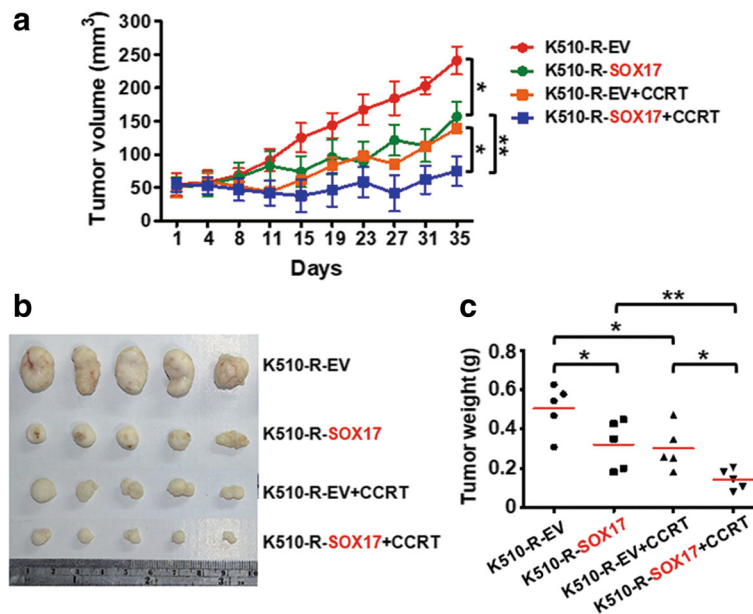 a
Tumor volume (mm³)
300
250
200
150
100
50
0
1 4 8 11 15 19 23 27 31 35
Days
K510-R-EV
K510-R-SOX17
K510-R-EV+CCRT
K510-R-SOX17+CCRT
*
*
**
b
K510-R-EV
K510-R-SOX17
K510-R-EV+CCRT
K510-R-SOX17+CCRT
c
Tumor weight (g)
0.8
0.6
0.4
0.2
0
**
*
*
*
K510-R-EV
K510-R-SOX17
K510-R-EV+CCRT
K510-R-SOX17+CCRT